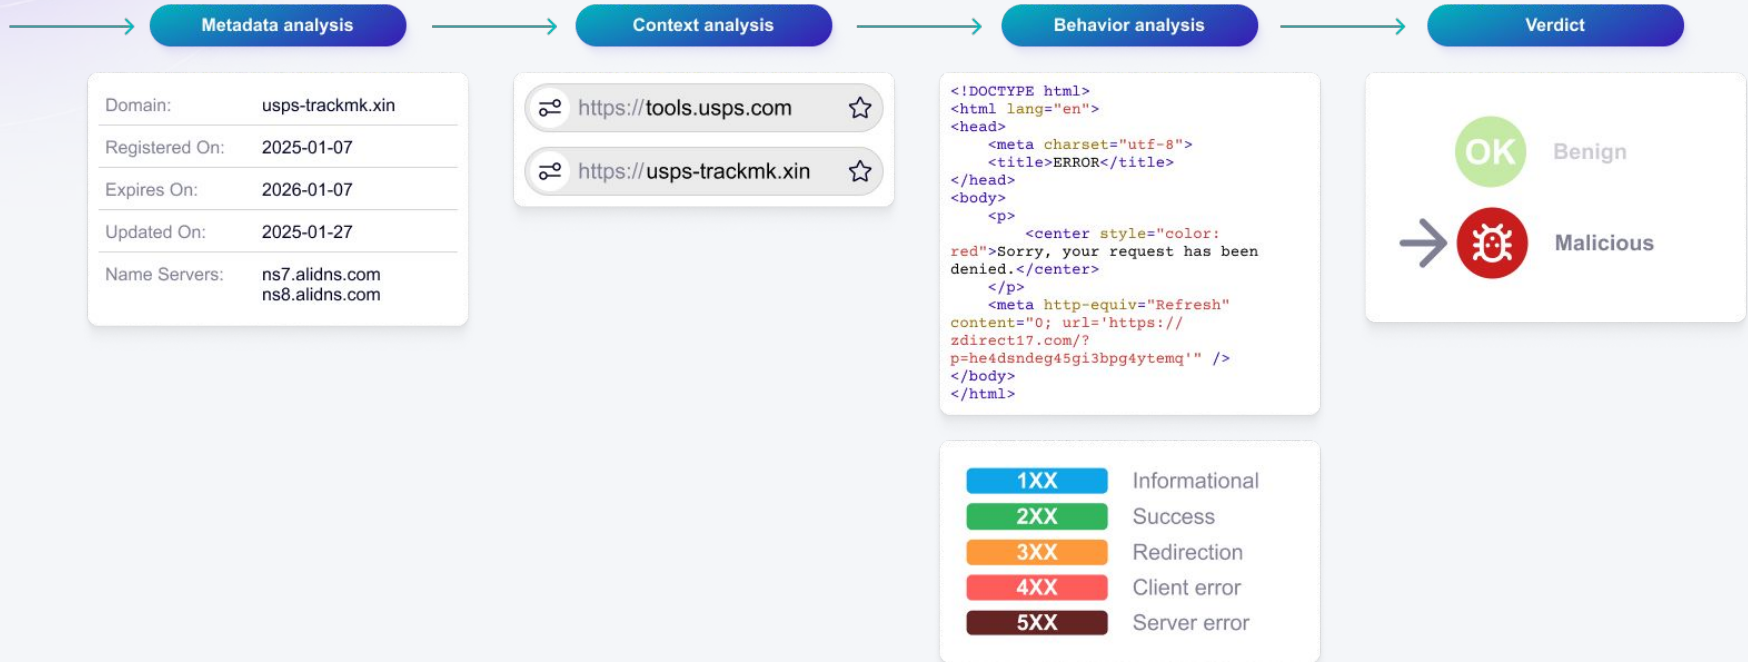 Metadata analysis
Context analysis
Behavior analysis
Verdict
Domain: usps-trackmk.xin
Registered On: 2025-01-07
Expires On: 2026-01-07
Updated On: 2025-01-27
Name Servers: ns7.alidns.com
ns8.alidns.com
https://tools.usps.com
https://usps-trackmk.xin
<!DOCTYPE html>
<html lang="en">
<head>
<meta charset="utf-8">
<title>ERROR</title>
</head>
<body>
<p>
<center style="color:
red">Sorry, your request has been
denied.</center>
</p>
<meta http-equiv="Refresh"
content="0; url='https://
zdirect17.com/?
p=he4dsndeg45gi3bpg4ytemq'" />
</body>
</html>
1XX Informational
2XX Success
3XX Redirection
4XX Client error
5XX Server error
OK Benign
Malicious